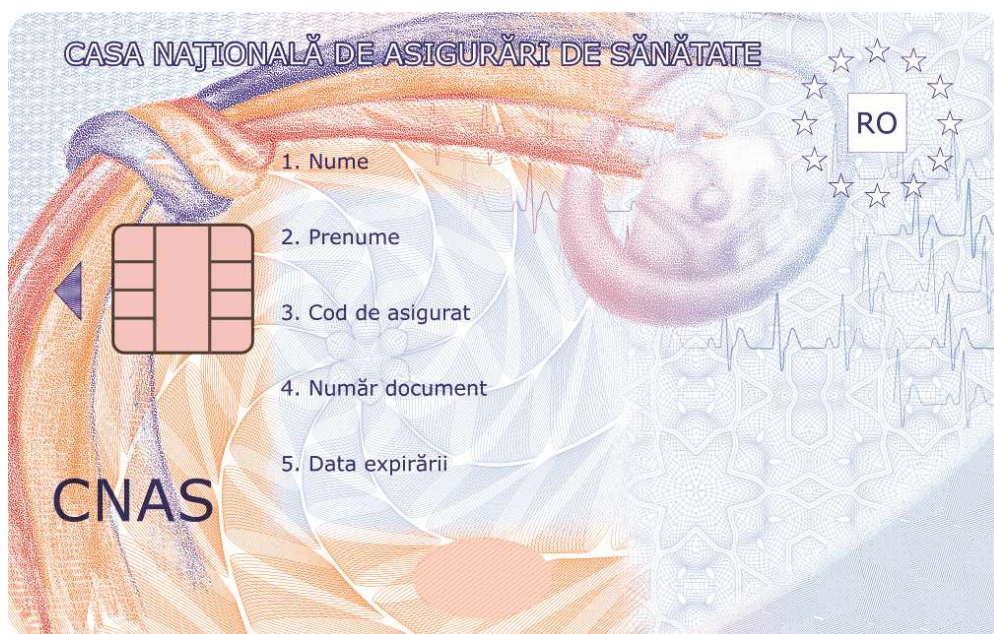 CASA NAŢIONALĂ DE ASIGURĂRI DE SĂNĂTATE
RO
1. Nume
2. Prenume
3. Cod de asigurat
4. Număr document
5. Data expirării
CNAS